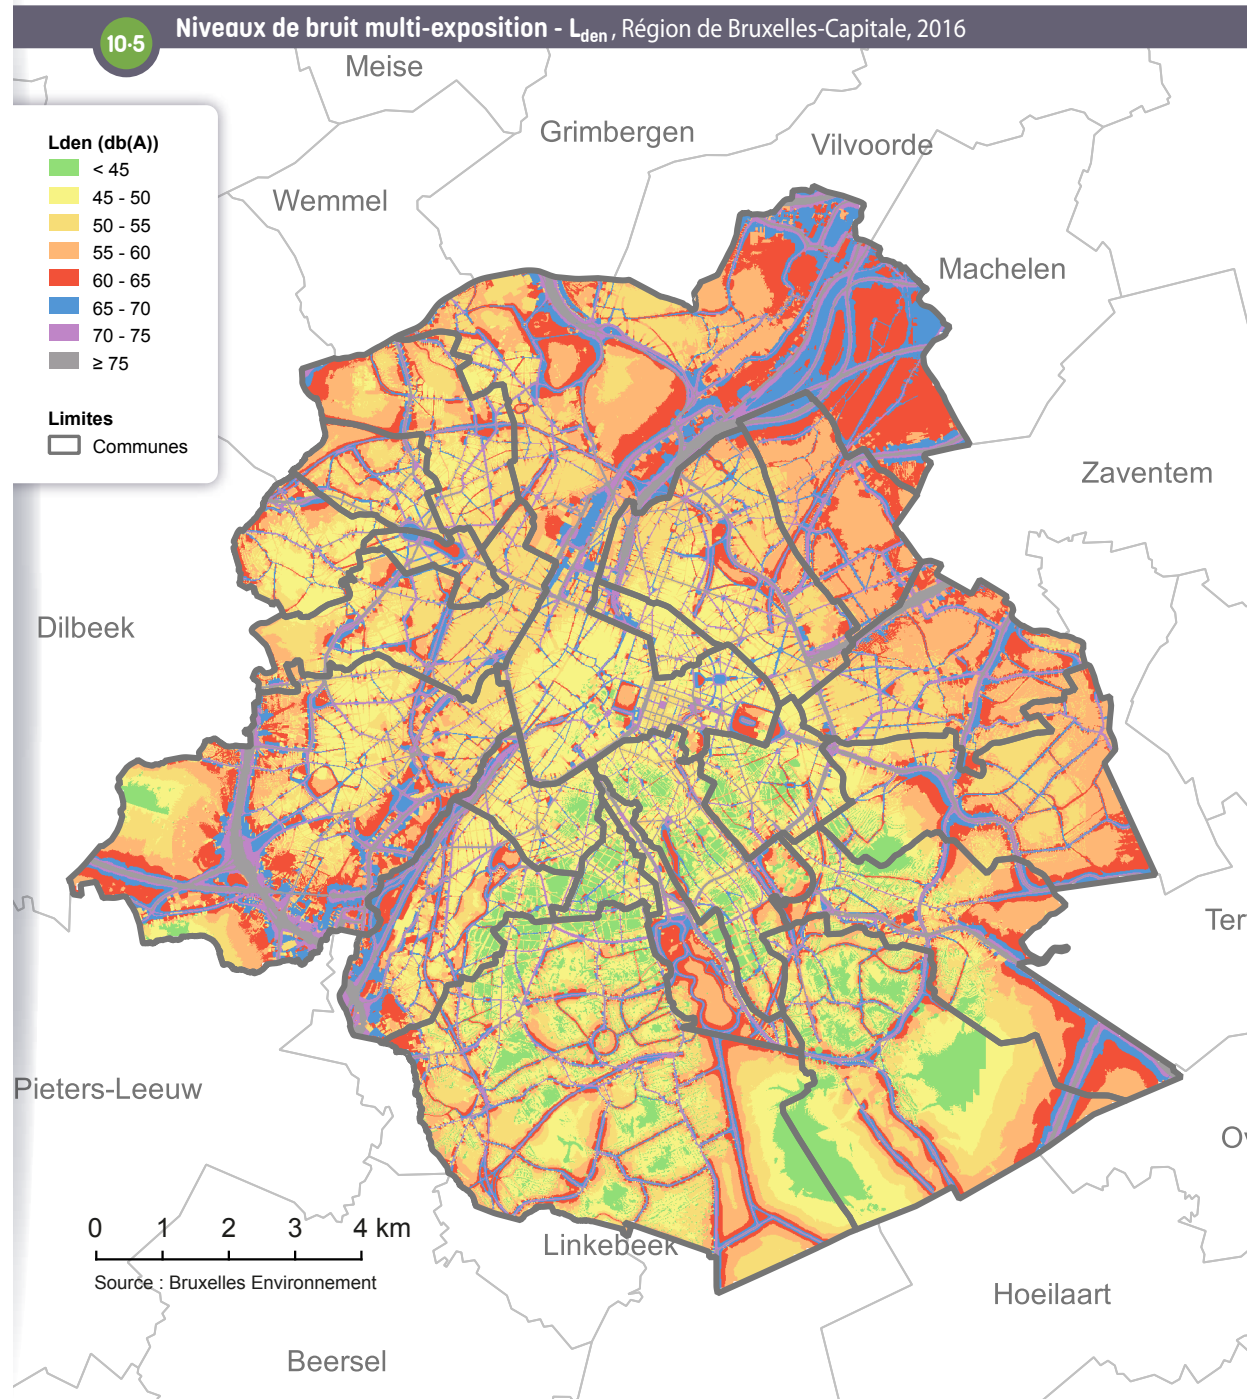 10·5
Niveaux de bruit multi-exposition - Lden, Région de Bruxelles-Capitale, 2016
Meise
Grimbergen
Vilvoorde
Lden (db(A))
< 45
45 - 50
50 - 55
55 - 60
60 - 65
65 - 70
70 - 75
≥ 75
Limites
Communes
Wemmel
Machelen
Zaventem
Dilbeek
Ter
Pieters-Leeuw
Ov
0 1 2 3 4 km
Linkebeek
Source : Bruxelles Environnement
Hoeilaart
Beersel